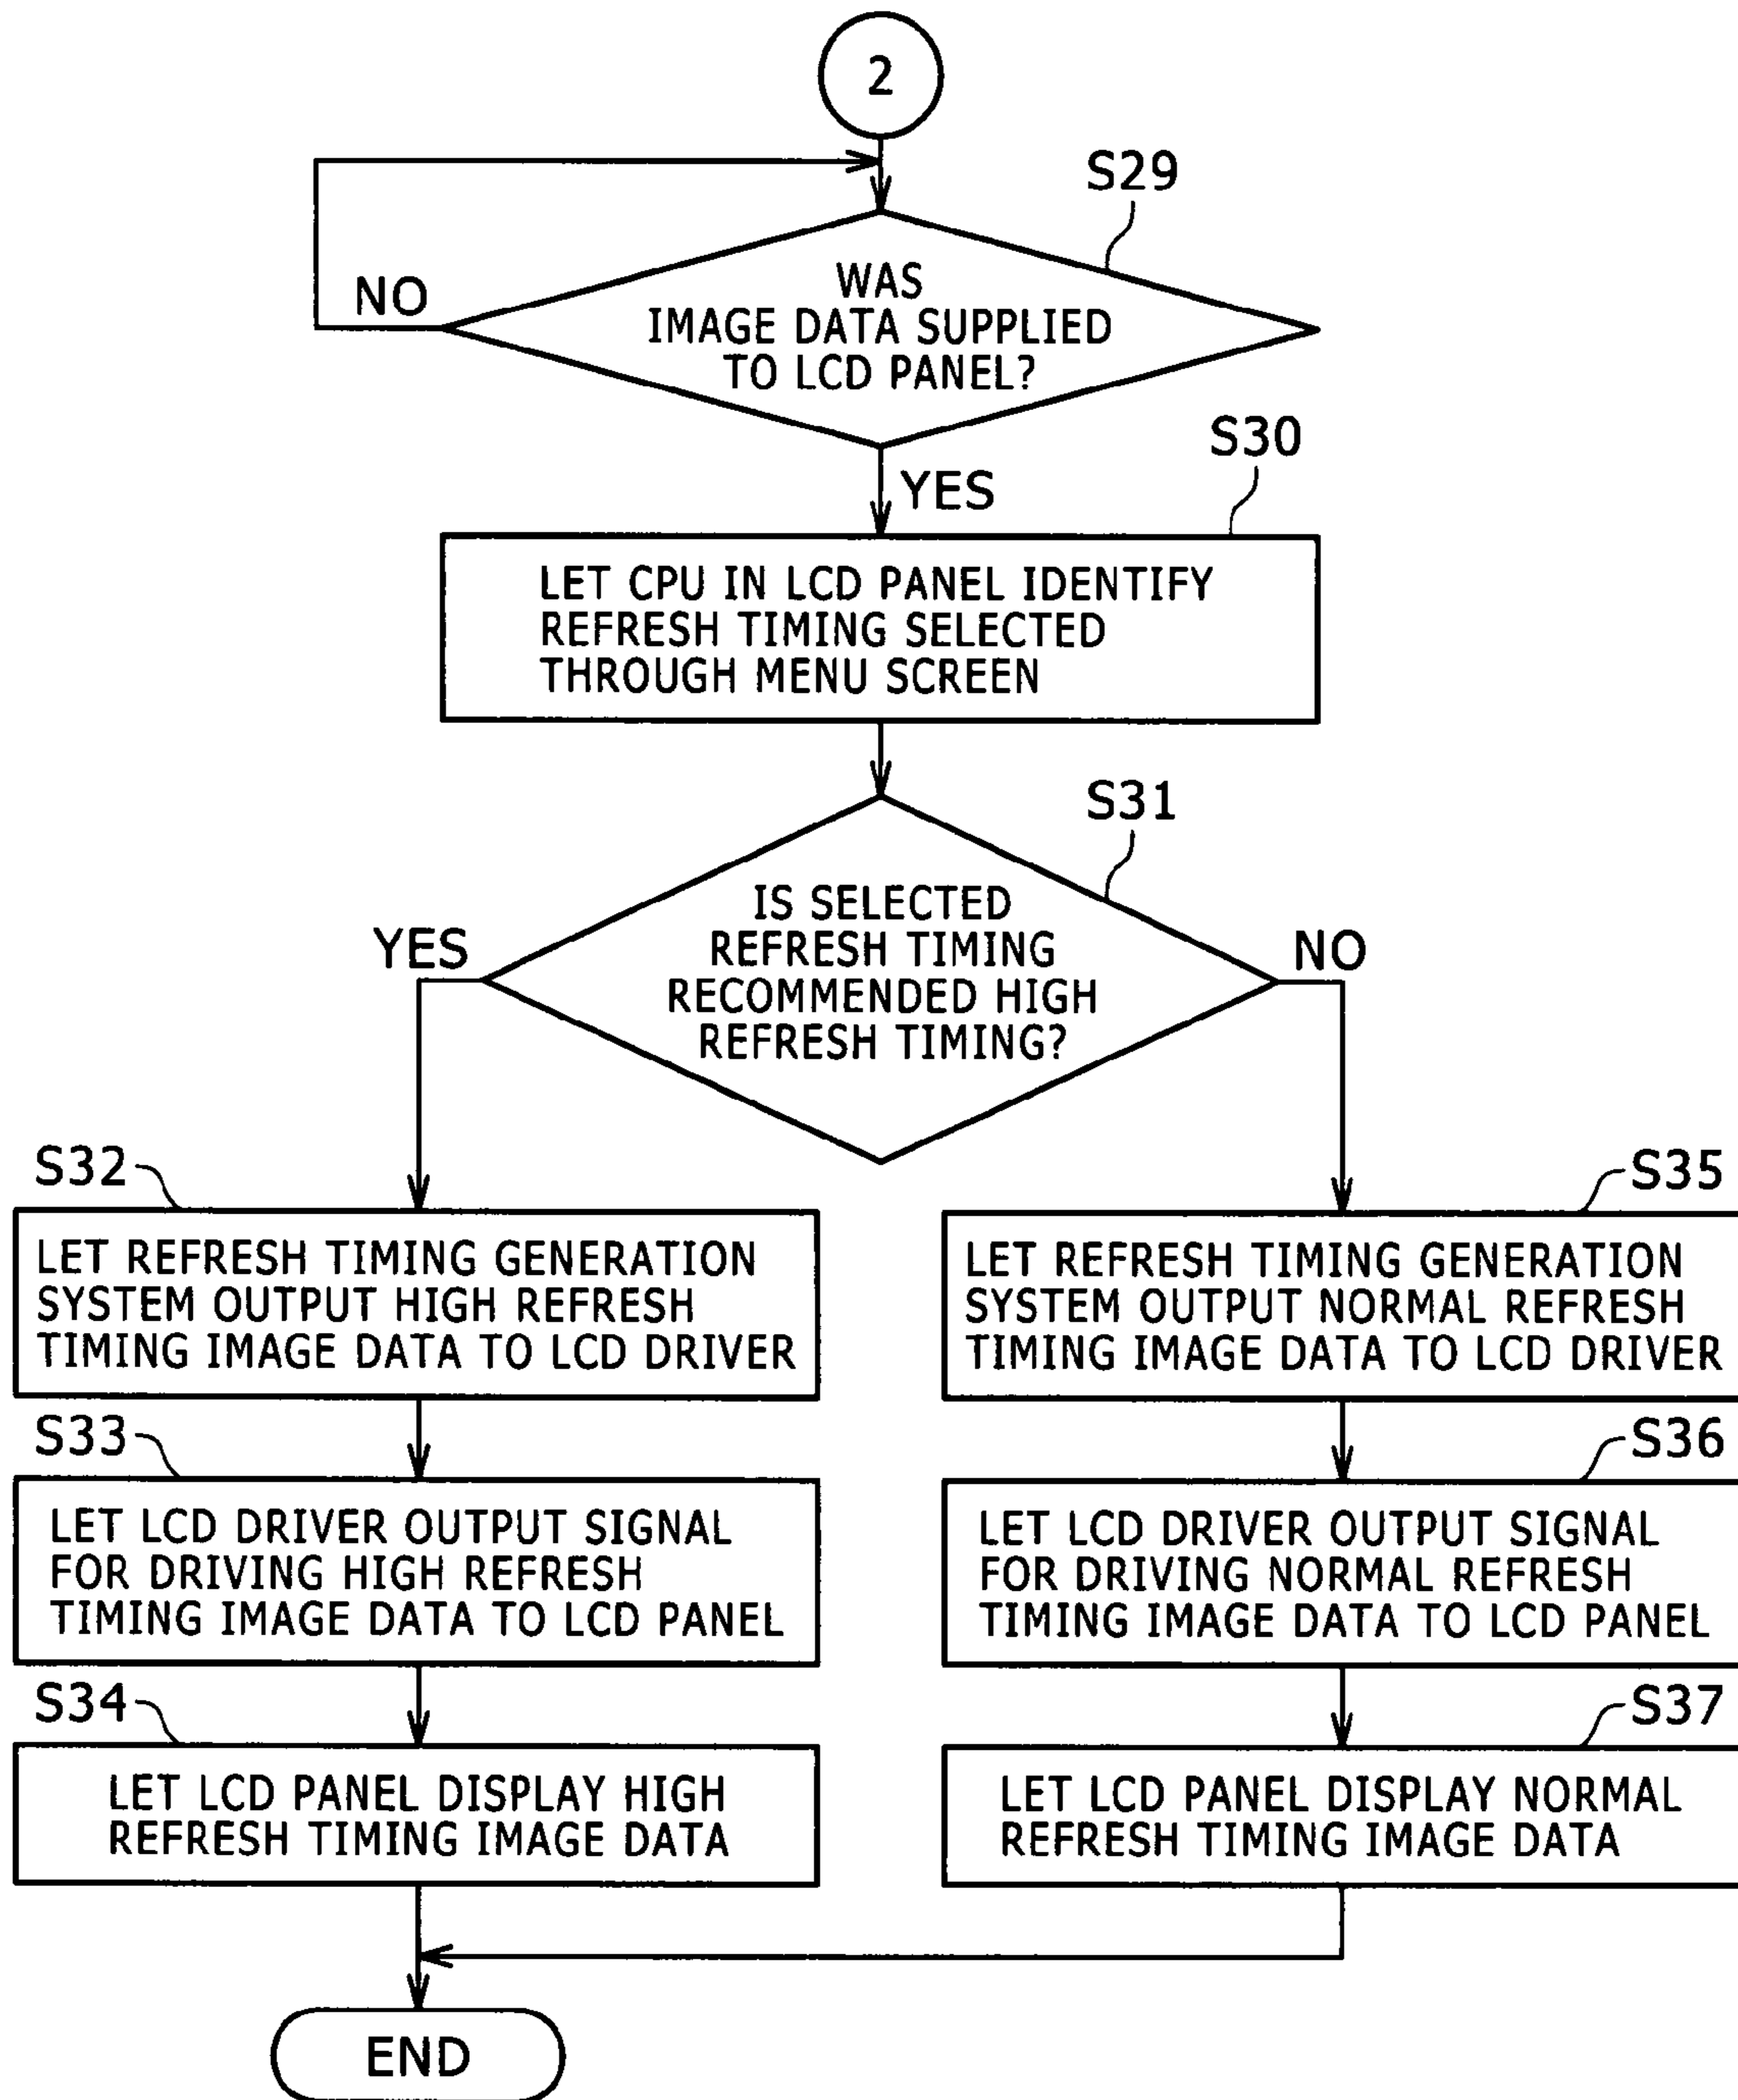 2
S29
WAS
IMAGE DATA SUPPLIED
TO LCD PANEL?
NO
YES
S30
LET CPU IN LCD PANEL IDENTIFY
REFRESH TIMING SELECTED
THROUGH MENU SCREEN
S31
IS SELECTED
REFRESH TIMING
RECOMMENDED HIGH
REFRESH TIMING?
YES
NO
S32
LET REFRESH TIMING GENERATION
SYSTEM OUTPUT HIGH REFRESH
TIMING IMAGE DATA TO LCD DRIVER
S33
LET LCD DRIVER OUTPUT SIGNAL
FOR DRIVING HIGH REFRESH
TIMING IMAGE DATA TO LCD PANEL
S34
LET LCD PANEL DISPLAY HIGH
REFRESH TIMING IMAGE DATA
S35
LET REFRESH TIMING GENERATION
SYSTEM OUTPUT NORMAL REFRESH
TIMING IMAGE DATA TO LCD DRIVER
S36
LET LCD DRIVER OUTPUT SIGNAL
FOR DRIVING NORMAL REFRESH
TIMING IMAGE DATA TO LCD PANEL
S37
LET LCD PANEL DISPLAY NORMAL
REFRESH TIMING IMAGE DATA
END